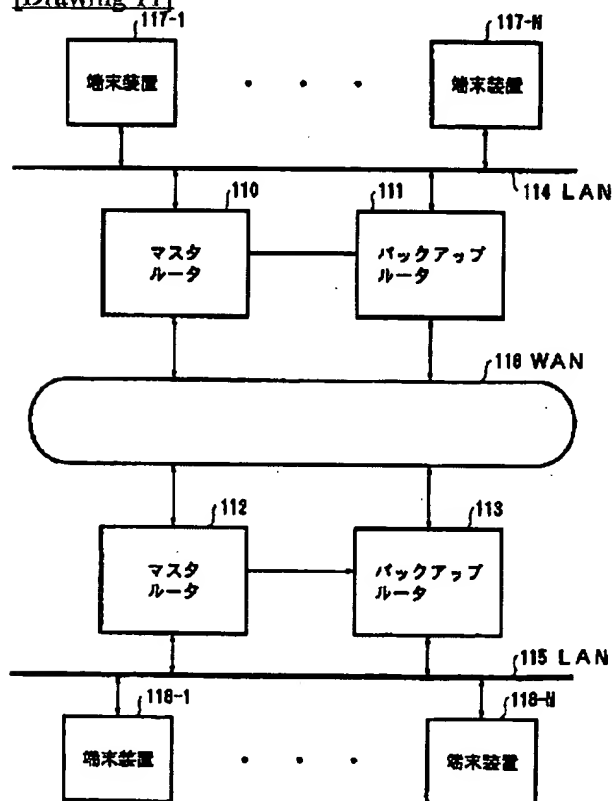 [Drawing 11]
117-1
117-N
端末装置
端末装置
114 LAN
110
111
マスタ
ルータ
バックアップ
ルータ
116 WAN
112
113
マスタ
ルータ
バックアップ
ルータ
115 LAN
118-1
118-N
端末装置
端末装置